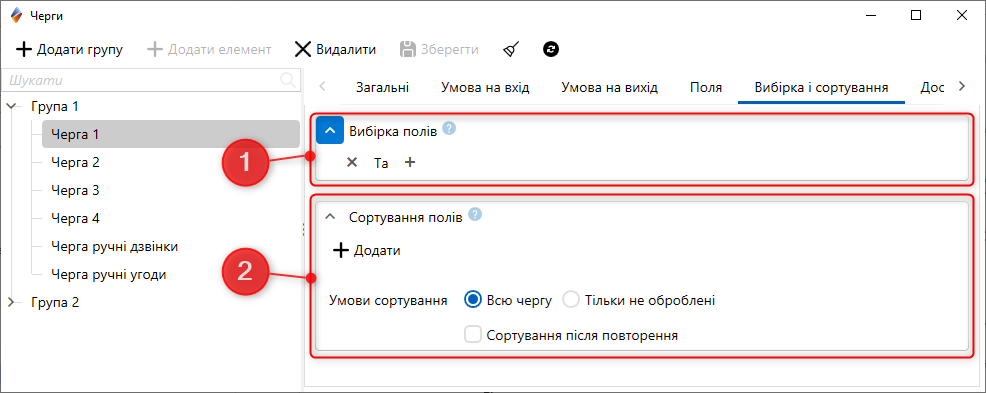 Черги
Додати групу Додати елемент Видалити Зберегти
Шукати
Загальні Умова на вхід Умова на вихід Поля Вибірка і сортування Дос
Група 1
Черга 1
Черга 2
Черга 3
Черга 4
Черга ручні дзвінки
Черга ручні угоди
Група 2
1
Вибірка полів ?
Та
2
Сортування полів ?
Додати
Умови сортування Всю чергу Тільки не оброблені
Сортування після повторення